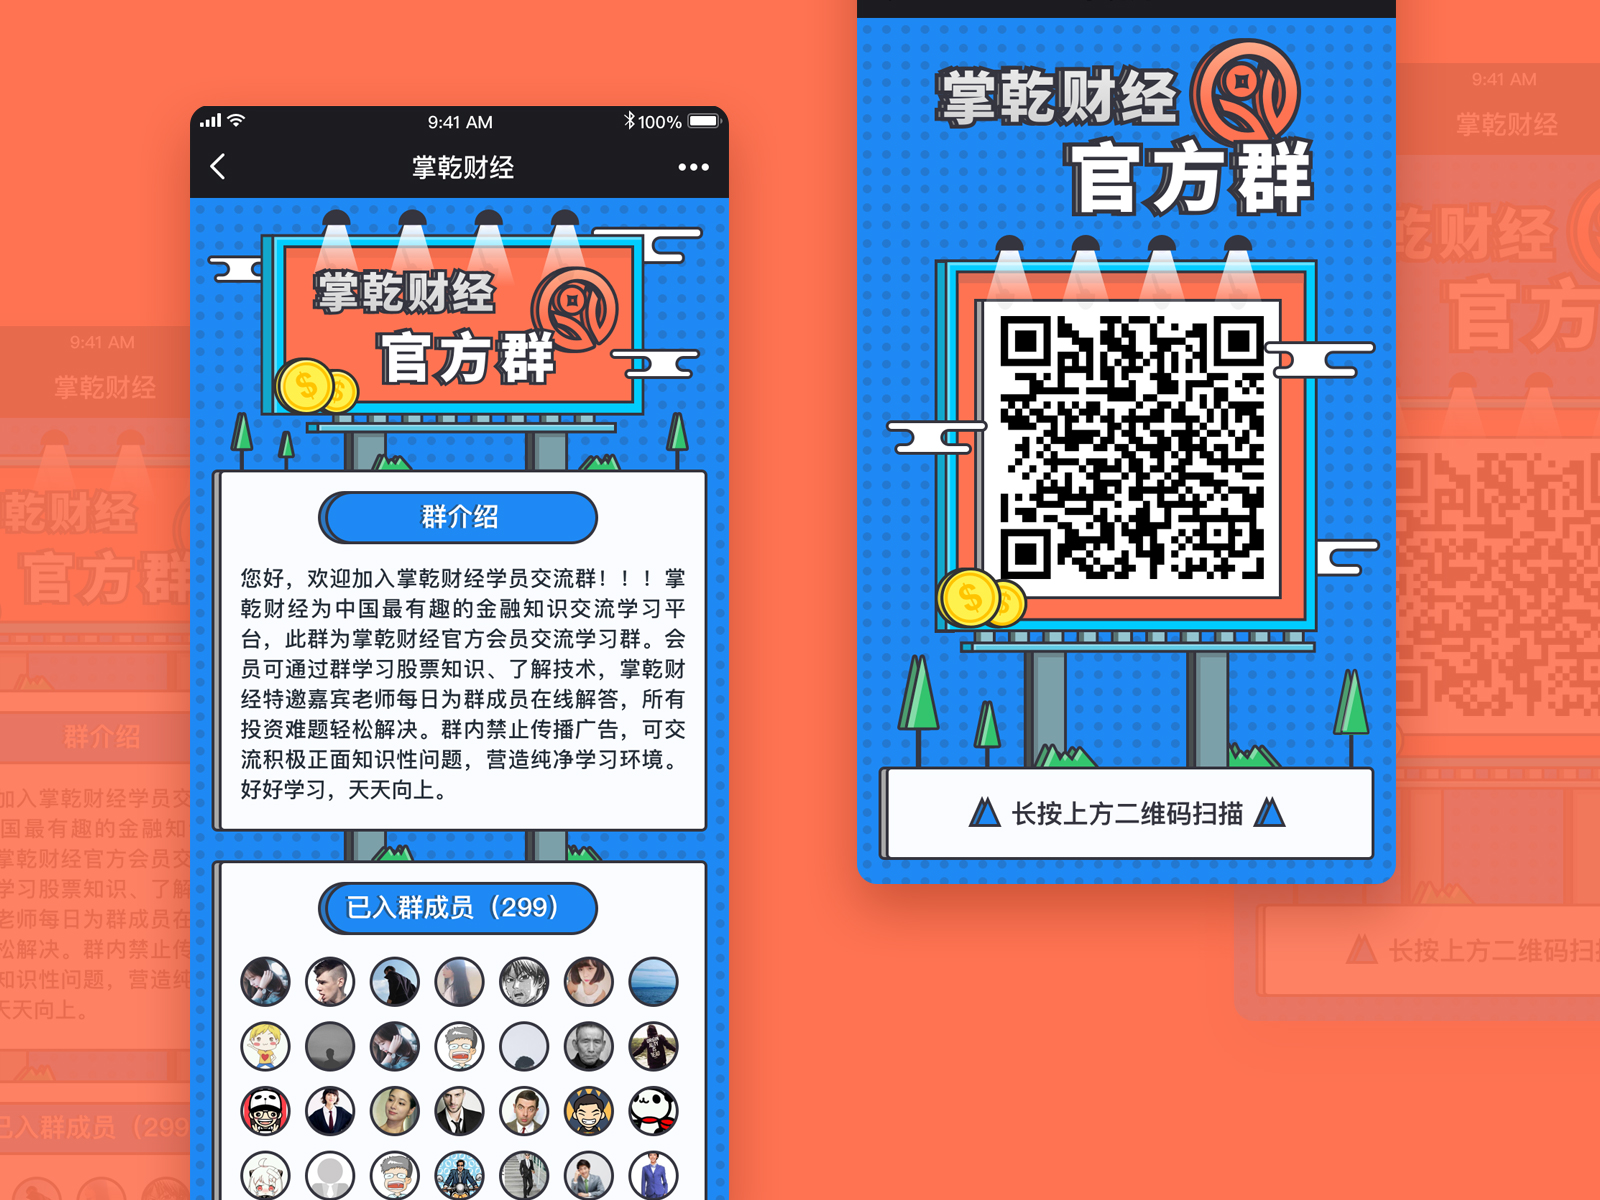 9:41 AM
100%
掌乾财经
掌乾财经
官方群
$
$
群介绍
您好，欢迎加入掌乾财经学员交流群！！！掌
乾财经为中国最有趣的金融知识交流学习平
台，此群为掌乾财经官方会员交流学习群。会
员可通过群学习股票知识、了解技术，掌乾财
经特邀嘉宾老师每日为群成员在线解答，所有
投资难题轻松解决。群内禁止传播广告，可交
流积极正面知识性问题，营造纯净学习环境。
好好学习，天天向上。
已入群成员（299）
掌乾财经
官方群
$
$
长按上方二维码扫描
9:41 AM
掌乾财经
乾财经
官方群
群介绍
加入掌乾财经学员交
国最有趣的金融知
掌乾财经官方会员交
学习股票知识、了解
老师每日为群成员在
松解决。群内禁止传
知识性问题，营造纯
天天向上。
已入群成员（299
9:41 AM
掌乾财经
乾财经
官方
长按上方二维码扫